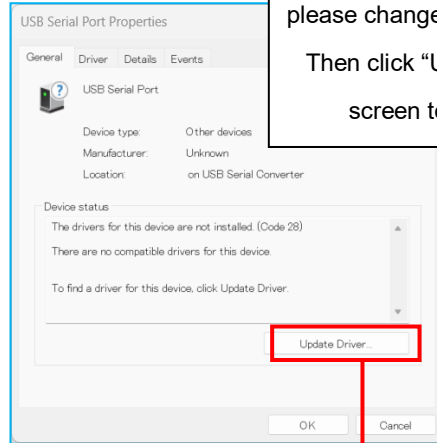 USB Serial Port Properties
please change
Then click “U
screen t
General Driver Details Events
USB Serial Port
Device type: Other devices
Manufacturer: Unknown
Location: on USB Serial Converter
Device status
The drivers for this device are not installed. (Code 28)
There are no compatible drivers for this device.
To find a driver for this device, click Update Driver.
Update Driver...
OK Cancel